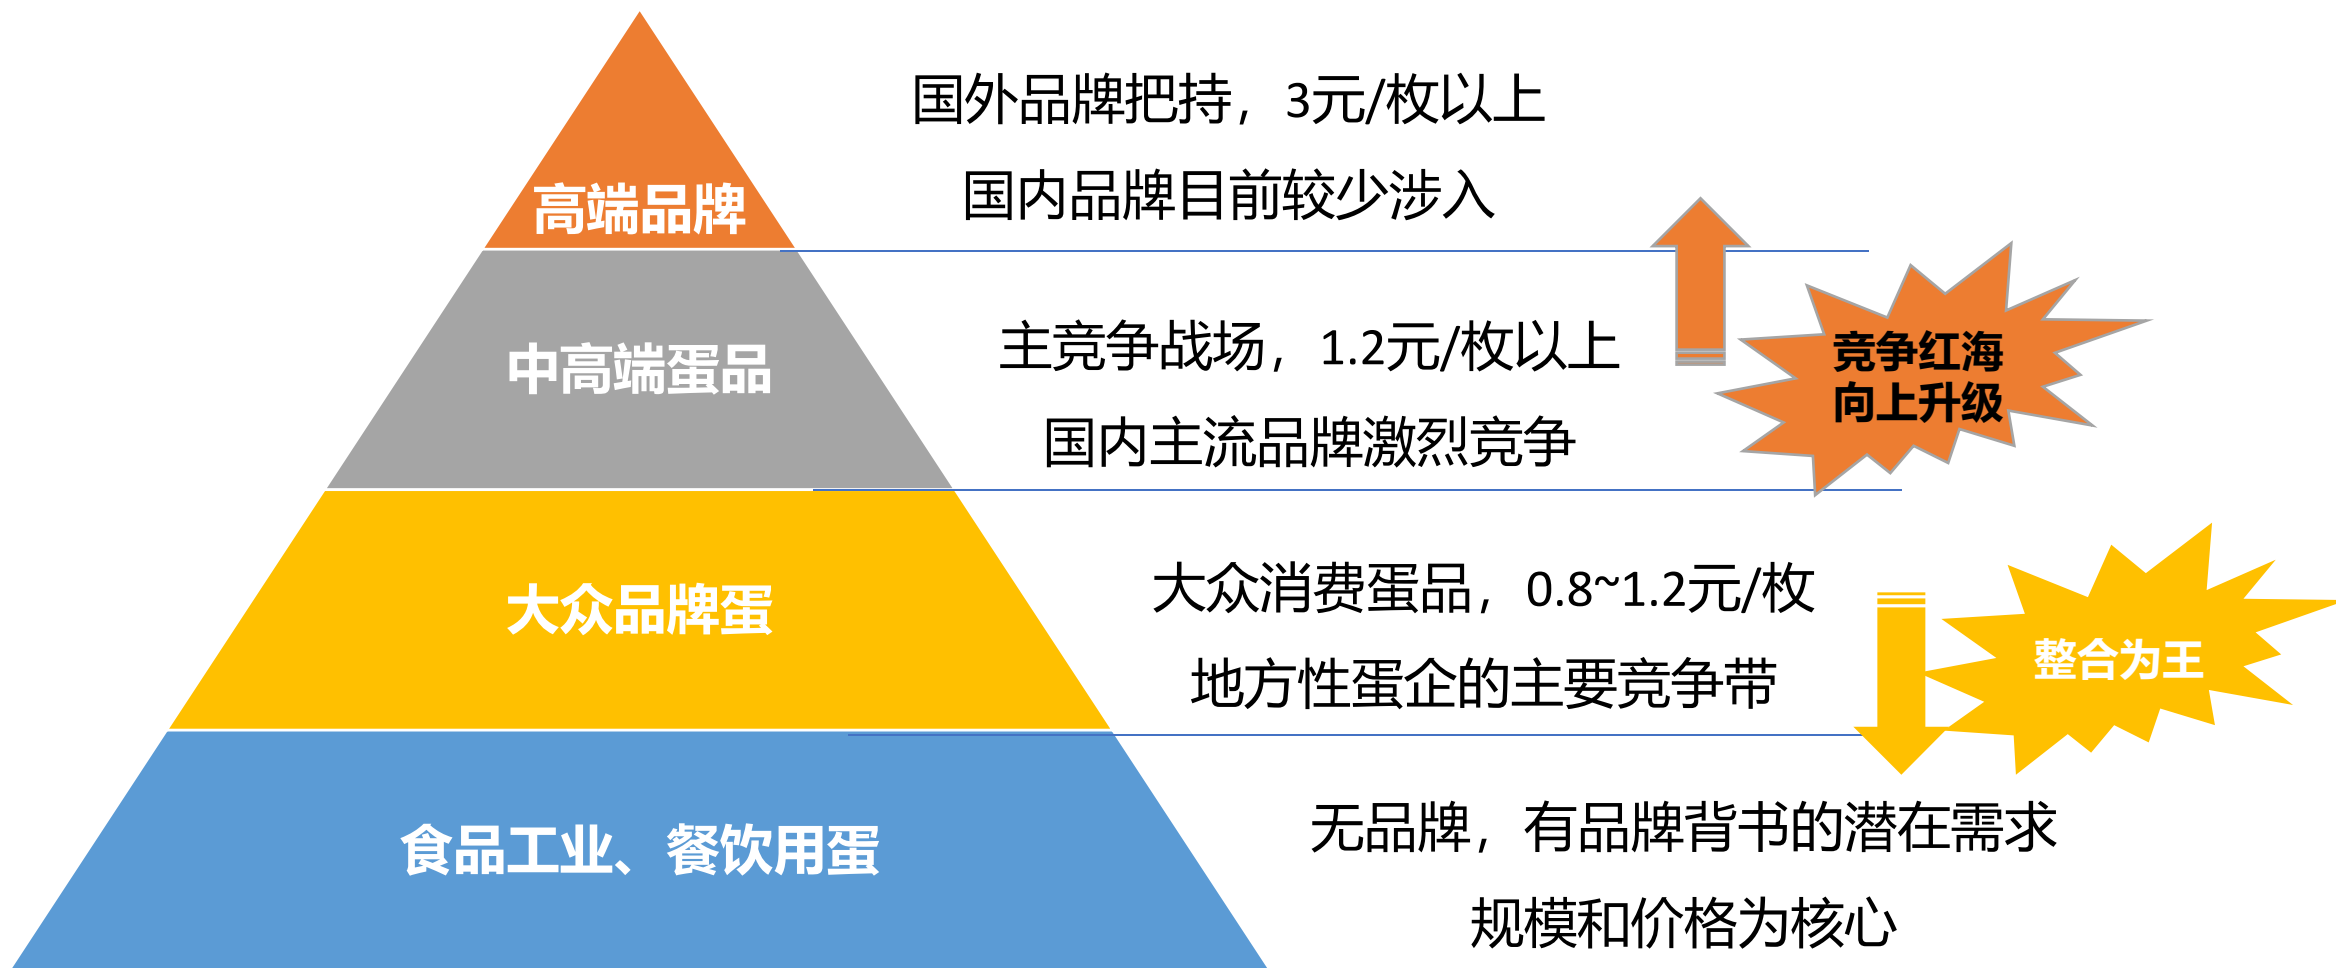 国外品牌把持，3元/枚以上
国内品牌目前较少涉入
高端品牌
主竞争战场，1.2元/枚以上
国内主流品牌激烈竞争
中高端蛋品
竞争红海
向上升级
大众消费蛋品，0.8~1.2元/枚
地方性蛋企的主要竞争带
大众品牌蛋
整合为王
无品牌，有品牌背书的潜在需求
规模和价格为核心
食品工业、餐饮用蛋